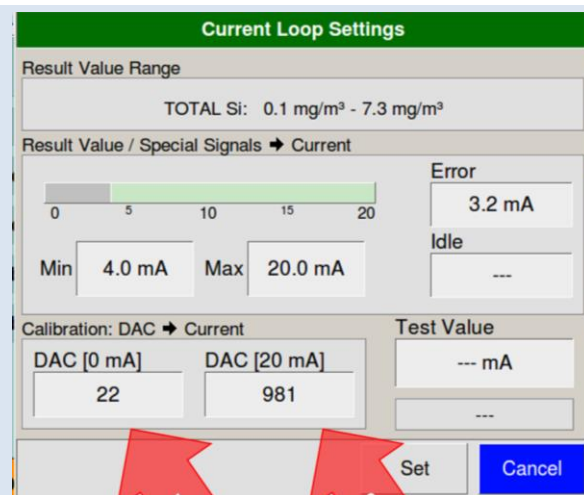 Current Loop Settings
Result Value Range
TOTAL Si: 0.1 mg/m³ - 7.3 mg/m³
Result Value / Special Signals 🠊 Current
Error
3.2 mA
0 5 10 15 20
Idle
Min 4.0 mA Max 20.0 mA ---
Calibration: DAC 🠊 Current
Test Value
DAC [0 mA] DAC [20 mA]
--- mA
22 981
---
Set Cancel